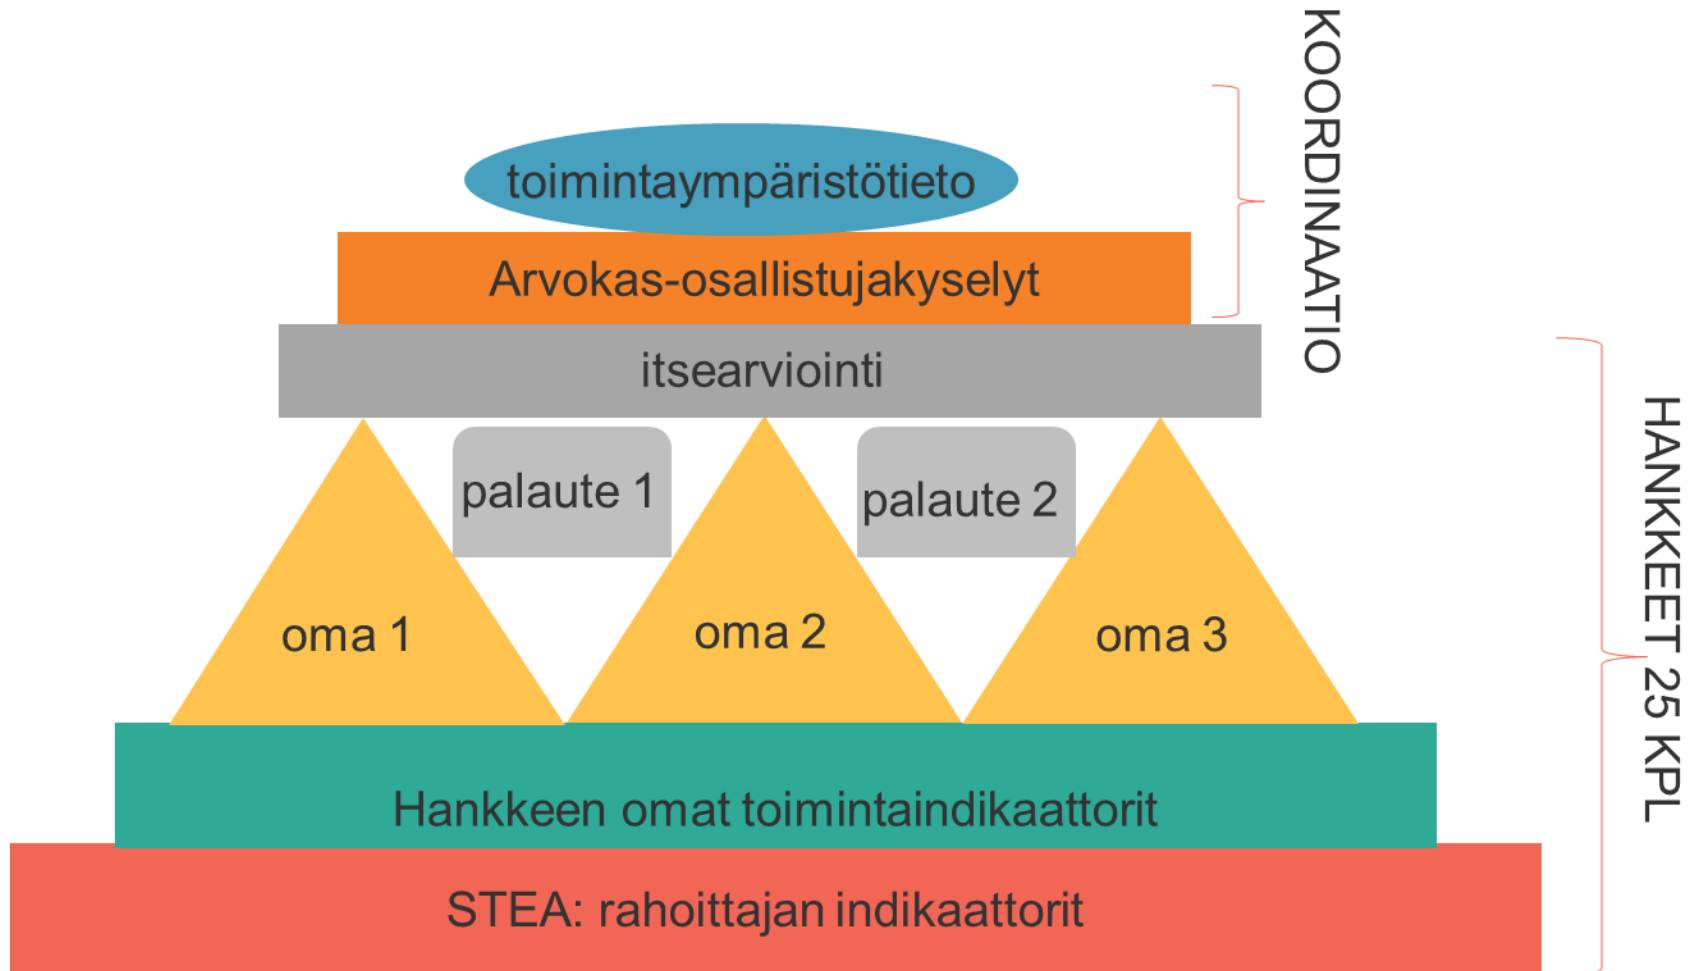 KOORDINAATIO
toimintaympäristötieto
Arvokas-osallistujakyselyt
itsearviointi
HANKKEET 25 KPL
palaute 1
palaute 2
oma 1
oma 2
oma 3
Hankkeen omat toimintaindikaattorit
STEA: rahoittajan indikaattorit